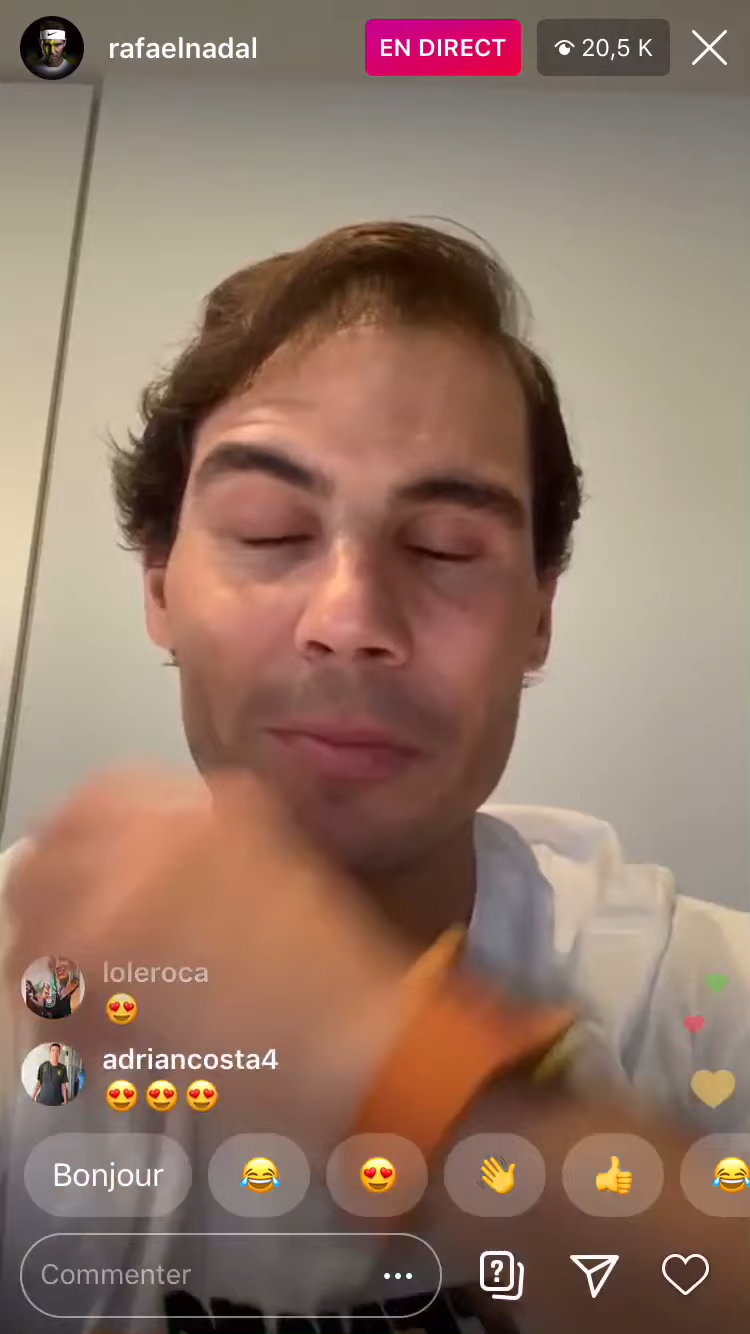 rafaelnadal
EN DIRECT
20,5 K
loleroca
😍
adriancosta4
😍😍😍
Bonjour
😂
😍
👋
👍
😂
Commenter